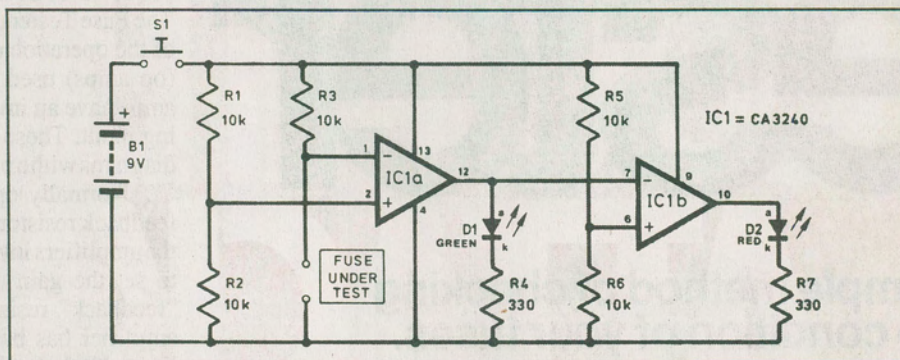 S1
R1
10k
R3
10k
R5
10k
IC1 = CA3240
+
B1
9V
1
−
13
IC1a
12
2
+
4
7
−
9
IC1b
10
6
+
a
D1
GREEN
k
a
D2
RED
k
FUSE
UNDER
TEST
R2
10k
R4
330
R6
10k
R7
330